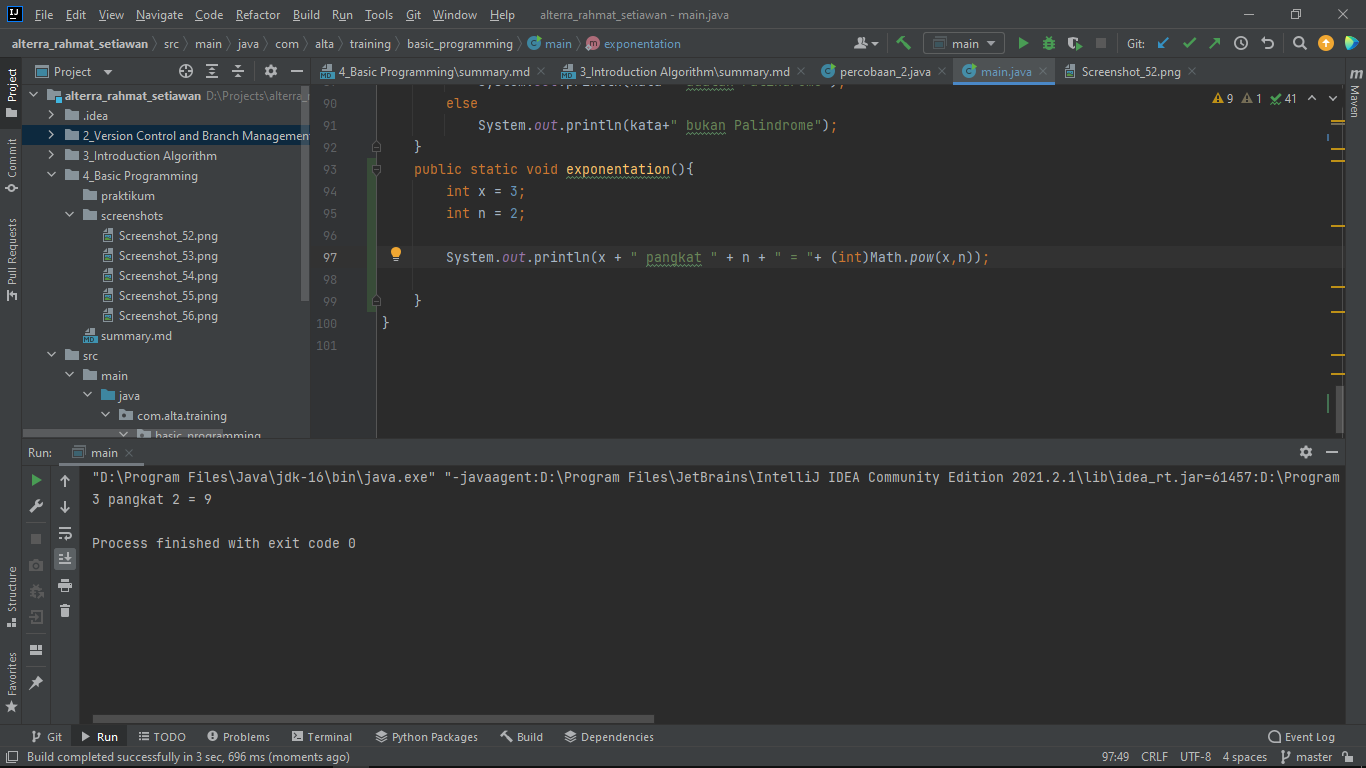 File Edit View Navigate Code Refactor Build Run Tools Git Window Help alterra_rahmat_setiawan - main.java
alterra_rahmat_setiawan src main java com alta training basic_programming main exponentation main Git:
Project
4_Basic Programming\summary.md 3_Introduction Algorithm\summary.md percobaan_2.java main.java Screenshot_52.png
Project
Commit
Pull Requests
Structure
Favorites
Maven
alterra_rahmat_setiawan D:\Projects\alterra_r
.idea
2_Version Control and Branch Managemen
3_Introduction Algorithm
4_Basic Programming
praktikum
screenshots
Screenshot_52.png
Screenshot_53.png
Screenshot_54.png
Screenshot_55.png
Screenshot_56.png
summary.md
src
main
java
com.alta.training
basic_programming
9 1 41
90 else
91 System.out.println(kata+" bukan Palindrome");
92 }
93 public static void exponentation(){
94 int x = 3;
95 int n = 2;
96
97 System.out.println(x + " pangkat " + n + " = "+ (int)Math.pow(x,n));
98
99 }
100 }
101
Run: main
"D:\Program Files\Java\jdk-16\bin\java.exe" "-javaagent:D:\Program Files\JetBrains\IntelliJ IDEA Community Edition 2021.2.1\lib\idea_rt.jar=61457:D:\Program
3 pangkat 2 = 9
Process finished with exit code 0
Git Run TODO Problems Terminal Python Packages Build Dependencies Event Log
Build completed successfully in 3 sec, 696 ms (moments ago) 97:49 CRLF UTF-8 4 spaces master